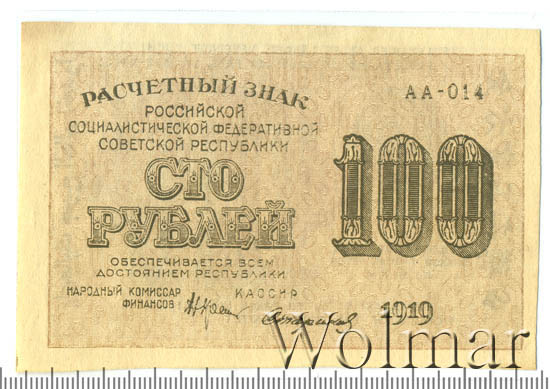 РАСЧЕТНЫЙ ЗНАК
РОССИЙСКОЙ
СОЦИАЛИСТИЧЕСКОЙ ФЕДЕРАТИВНОЙ
СОВЕТСКОЙ РЕСПУБЛИКИ
СТО
РУБЛЕЙ
ОБЕСПЕЧИВАЕТСЯ ВСЕМ
ДОСТОЯНИЕМ РЕСПУБЛИКИ
НАРОДНЫЙ КОМИССАР
ФИНАНСОВ
КАССИР
АА-014
100
1919
Wolmar